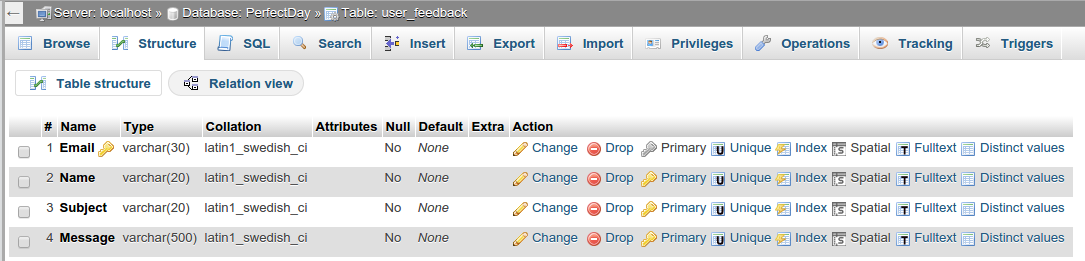 Server: localhost » Database: PerfectDay » Table: user_feedback
Browse Structure SQL Search Insert Export Import Privileges Operations Tracking Triggers
Table structure Relation view
# Name Type Collation Attributes Null Default Extra Action
1 Email varchar(30) latin1_swedish_ci No None Change Drop Primary Unique Index Spatial Fulltext Distinct values
2 Name varchar(20) latin1_swedish_ci No None Change Drop Primary Unique Index Spatial Fulltext Distinct values
3 Subject varchar(20) latin1_swedish_ci No None Change Drop Primary Unique Index Spatial Fulltext Distinct values
4 Message varchar(500) latin1_swedish_ci No None Change Drop Primary Unique Index Spatial Fulltext Distinct values